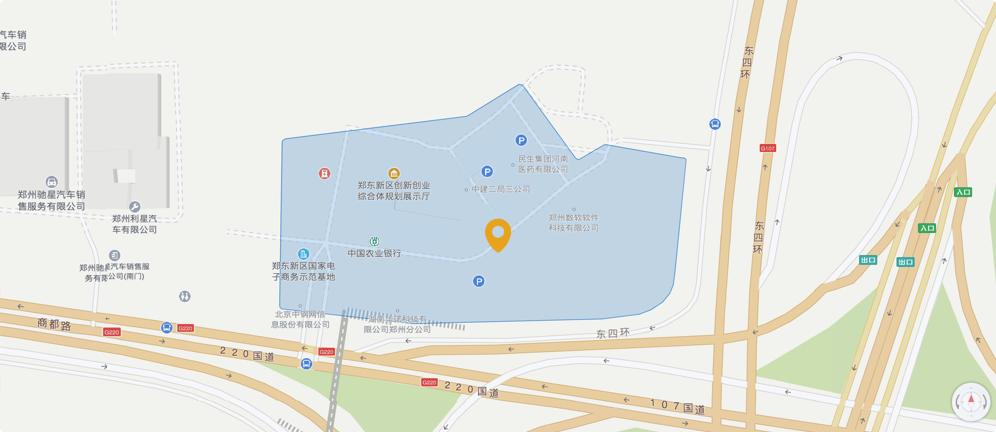 汽车销
限公司
车
东四环
G107
民生集团河南
医药有限公司
郑东新区创新创业
综合体规划展示厅
中建二局三公司
郑州驰星汽车销
售服务有限公司
郑州利星汽
车有限公司
郑州数软软件
科技有限公司
入口
东四环
入口
中国农业银行
出口
出口
郑东新区国家电
子商务示范基地
汽车销售服
公司(南门)
北京中钢网信
息股份有限公司
限公司郑州分公司
商都路
G220
G220
东四环
220国道
G220
G220
220国道
107国道
P
P
P